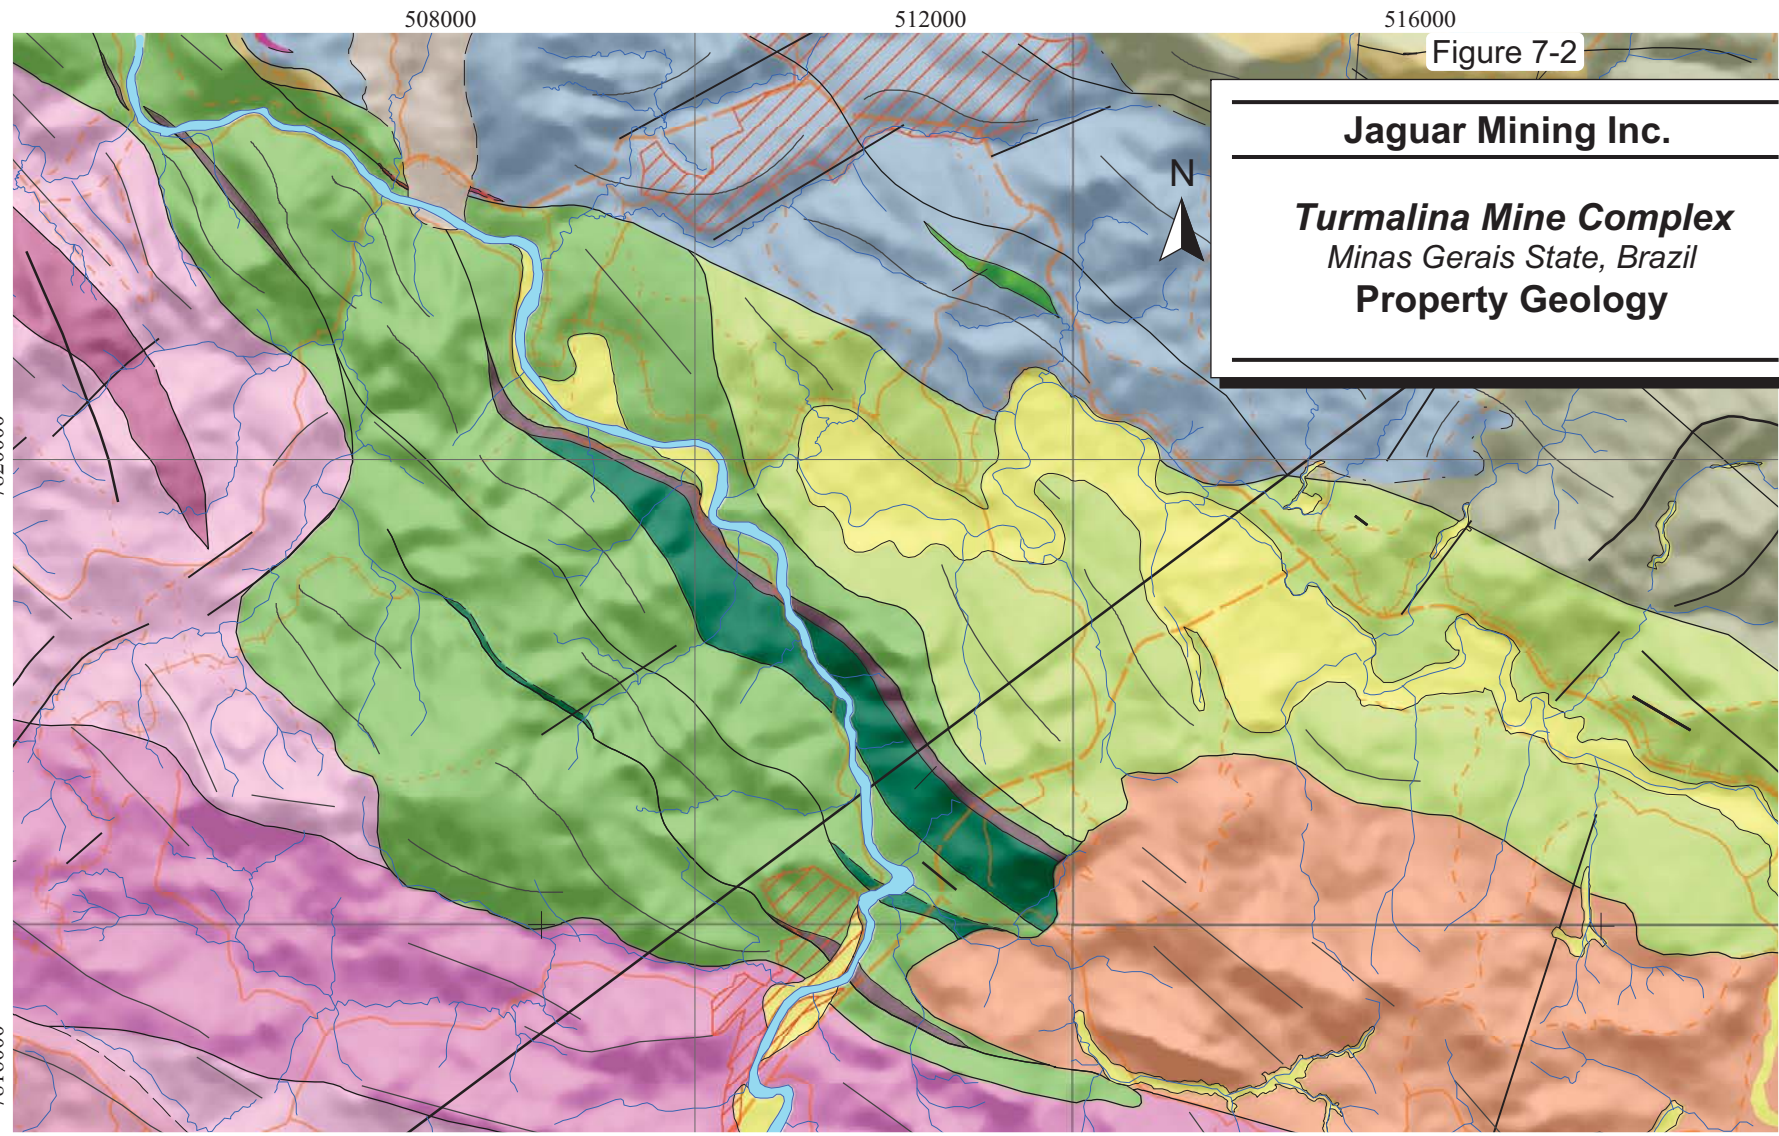 508000 512000 516000
Figure 7-2
Jaguar Mining Inc.
N
Turmalina Mine Complex
Minas Gerais State, Brazil
Property Geology